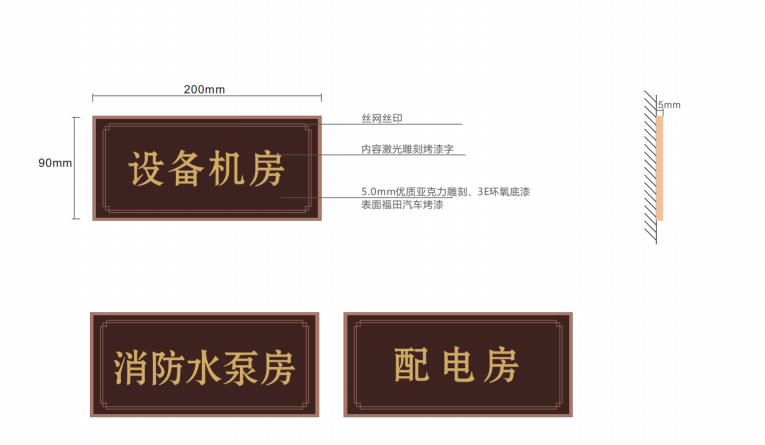 200mm
5mm
丝网丝印
90mm
设备机房
内容激光雕刻烤漆字
5.0mm优质亚克力雕刻、3E环氧底漆
表面福田汽车烤漆
消防水泵房
配电房